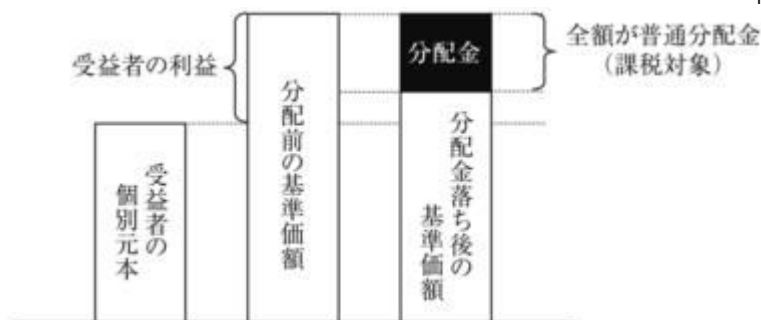 受益者の利益
受益者の
個別元本
分配前の基準価額
分配金
分配金落ち後の
基準価額
全額が普通分配金
（課税対象）